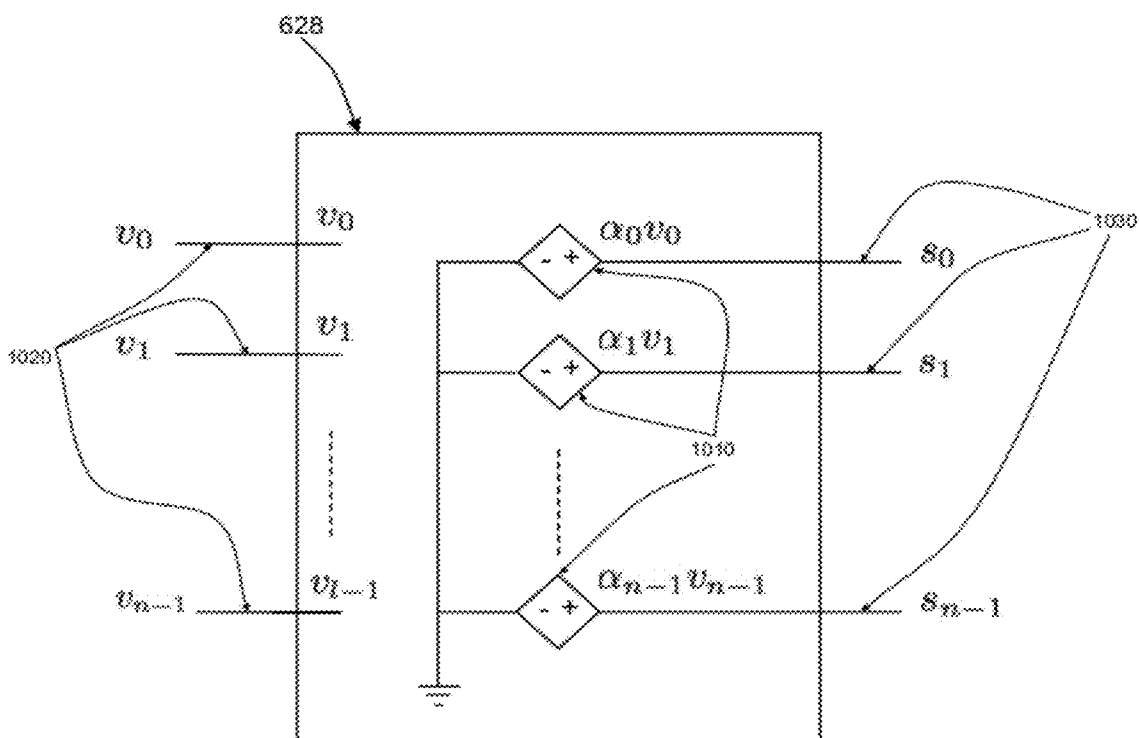 628
v₀ v₀ α₀v₀ s₀
1030
v₁ v₁ α₁v₁ s₁
1020
1010
vₙ₋₁ vₗ₋₁ αₙ₋₁vₙ₋₁ sₙ₋₁
- +
- +
- +